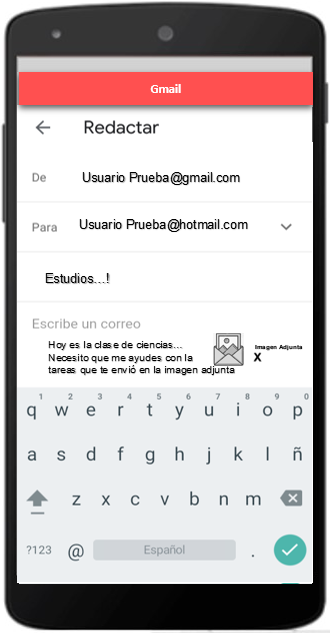 Gmail
Redactar
De Usuario Prueba@gmail.com
Para Usuario Prueba@hotmail.com
Estudios...!
Escribe un correo
Hoy es la clase de ciencias...
Necesito que me ayudes con la
tareas que te envió en la imagen adjunta
Imagen Adjunta
X
1 2 3 4 5 6 7 8 9 0
q w e r t y u i o p
a s d f g h j k l ñ
z x c v b n m
?123 @ Español .